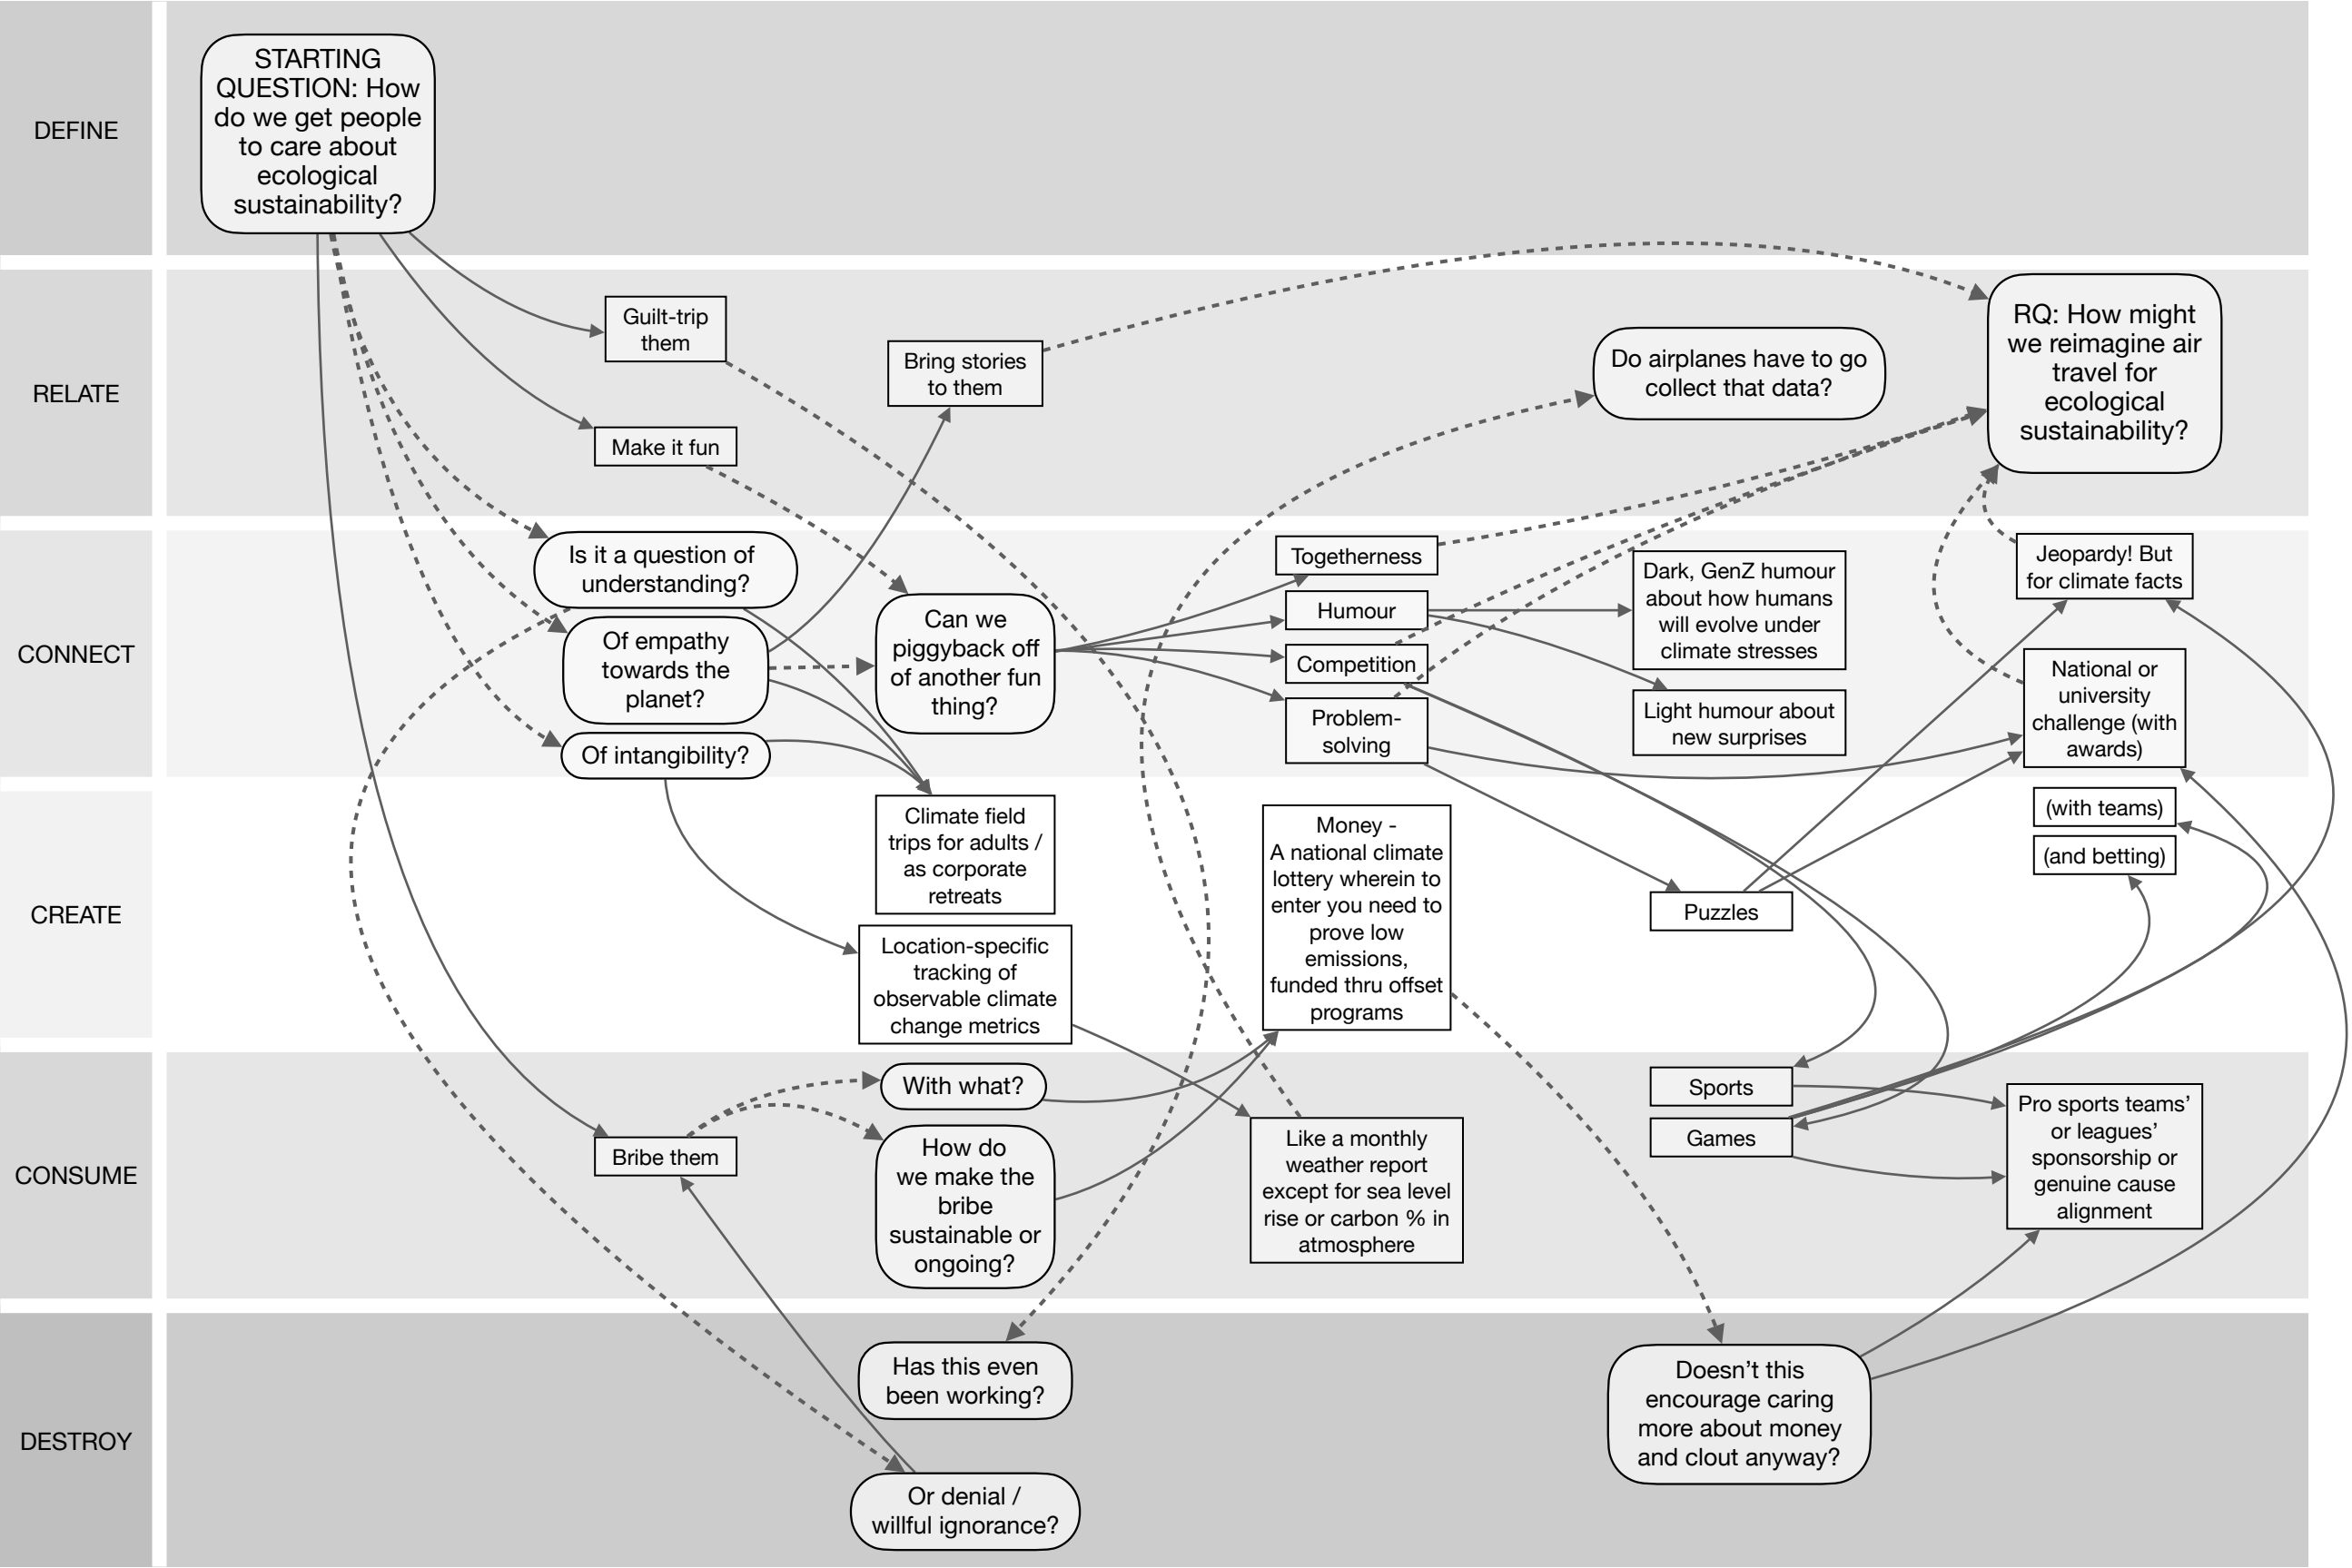 DEFINE
STARTING
QUESTION: How
do we get people
to care about
ecological
sustainability?
RELATE
Guilt-trip
them
Make it fun
Bring stories
to them
Do airplanes have to go
collect that data?
RQ: How might
we reimagine air
travel for
ecological
sustainability?
CONNECT
Is it a question of
understanding?
Of empathy
towards the
planet?
Of intangibility?
Can we
piggyback off
of another fun
thing?
Togetherness
Humour
Competition
Problem-
solving
Dark, GenZ humour
about how humans
will evolve under
climate stresses
Light humour about
new surprises
Jeopardy! But
for climate facts
National or
university
challenge (with
awards)
CREATE
Climate field
trips for adults /
as corporate
retreats
Location-specific
tracking of
observable climate
change metrics
Money -
A national climate
lottery wherein to
enter you need to
prove low
emissions,
funded thru offset
programs
Puzzles
(with teams)
(and betting)
CONSUME
Bribe them
With what?
How do
we make the
bribe
sustainable or
ongoing?
Like a monthly
weather report
except for sea level
rise or carbon % in
atmosphere
Sports
Games
Pro sports teams’
or leagues’
sponsorship or
genuine cause
alignment
DESTROY
Has this even
been working?
Or denial /
willful ignorance?
Doesn’t this
encourage caring
more about money
and clout anyway?